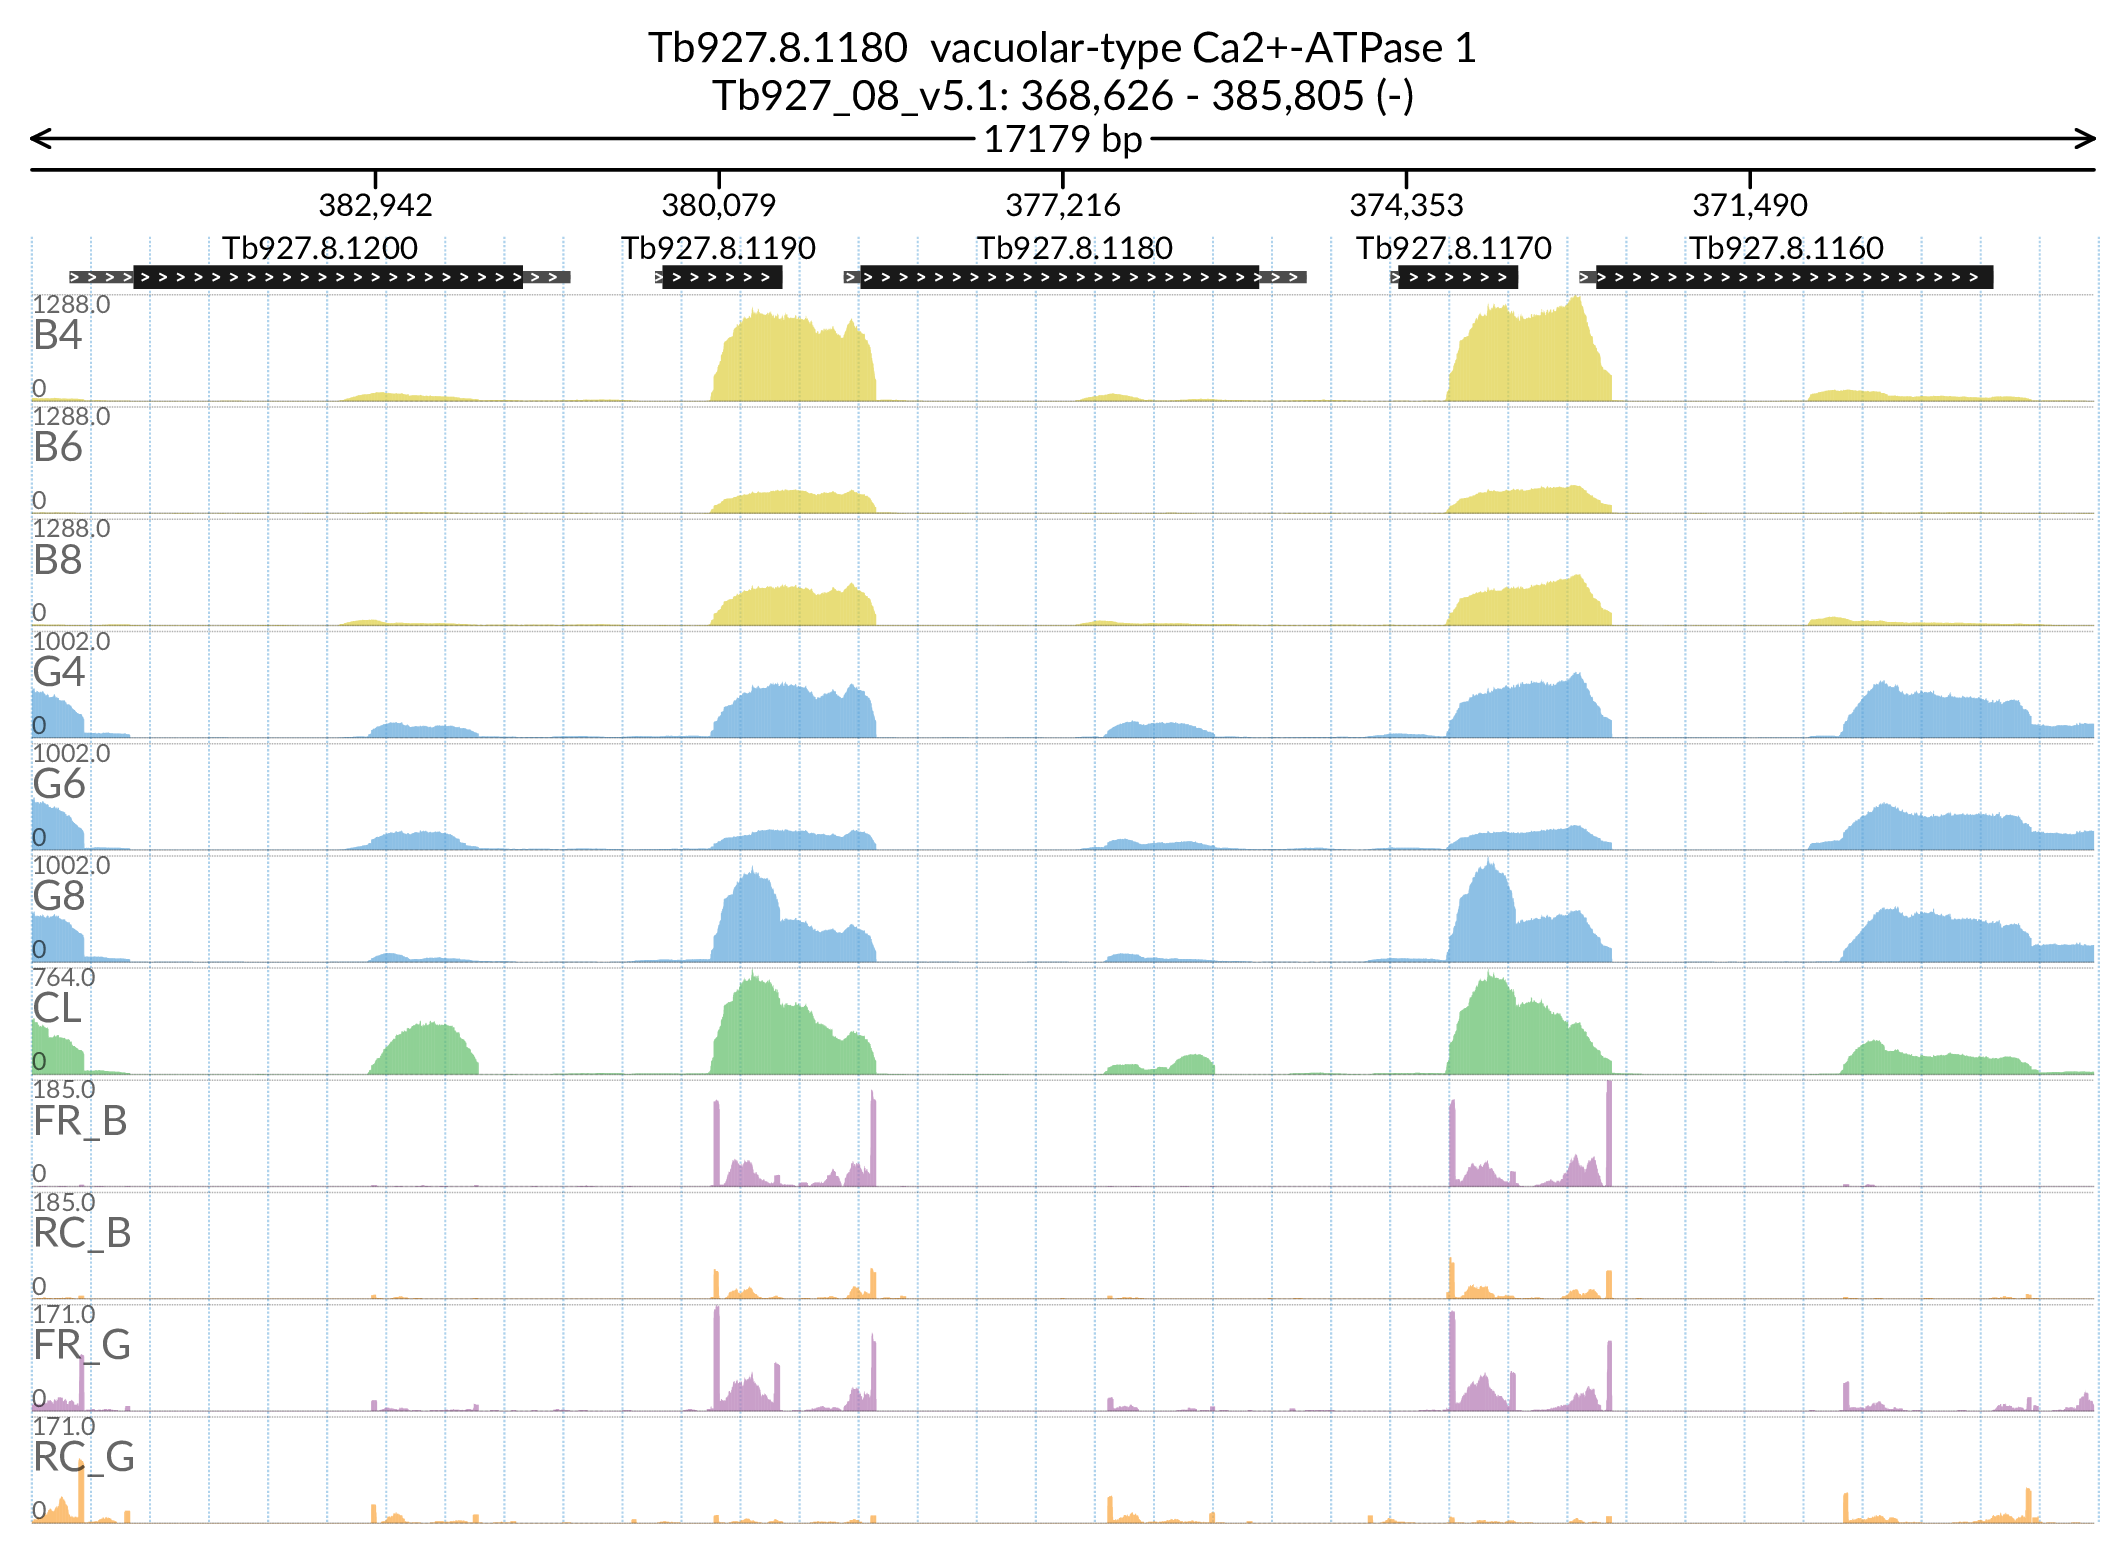 Tb927.8.1180 vacuolar-type Ca2+-ATPase 1
Tb927_08_v5.1: 368,626 - 385,805 (-)
17179 bp
382,942 380,079 377,216 374,353 371,490
Tb927.8.1200 Tb927.8.1190 Tb927.8.1180 Tb927.8.1170 Tb927.8.1160
1288.0
B4
0
1288.0
B6
0
1288.0
B8
0
1002.0
G4
0
1002.0
G6
0
1002.0
G8
0
764.0
CL
0
185.0
FR_B
0
185.0
RC_B
0
171.0
FR_G
0
171.0
RC_G
0